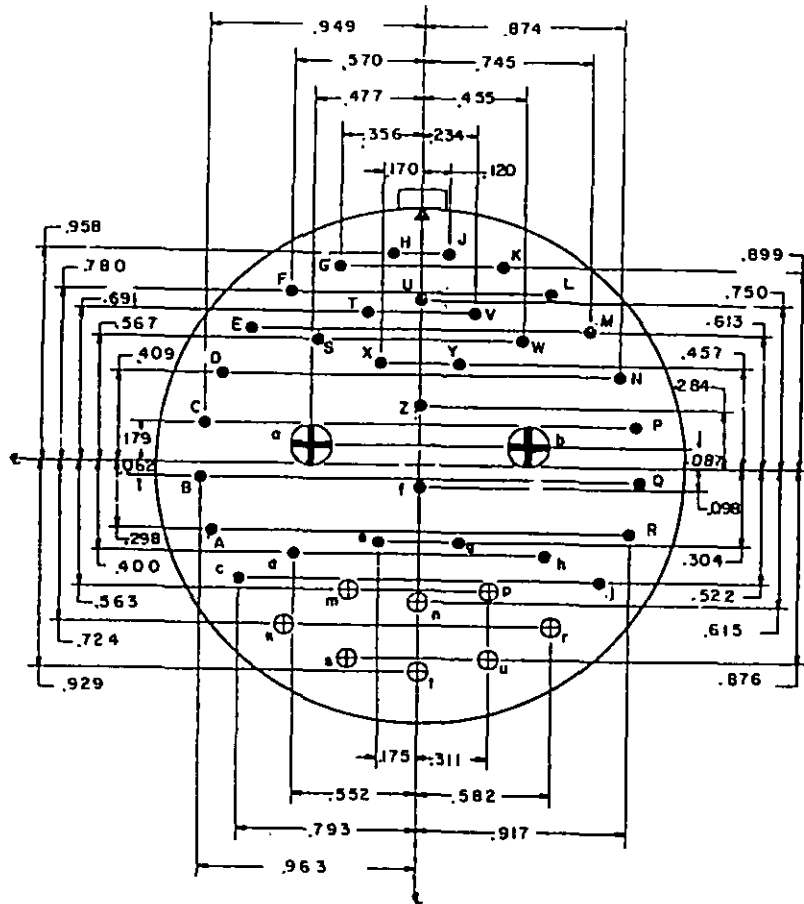 .949 .874
.570 .745
.477 .455
.356 .234
.170 .120
.958
H J
.899
G K
.780
F L
U
.750
.691
T V
E M
.613
.567
S W
.409
X Y
.457
D N
.284
Z
C P
.179
a b
.062
.087
B Q
f
.098
A R
.298
g
.304
.400
d h
c j
.522
.563
m p
n
.615
.724
r
s u
t
.929
.876
.175 .311
.552 .582
.793 .917
.963